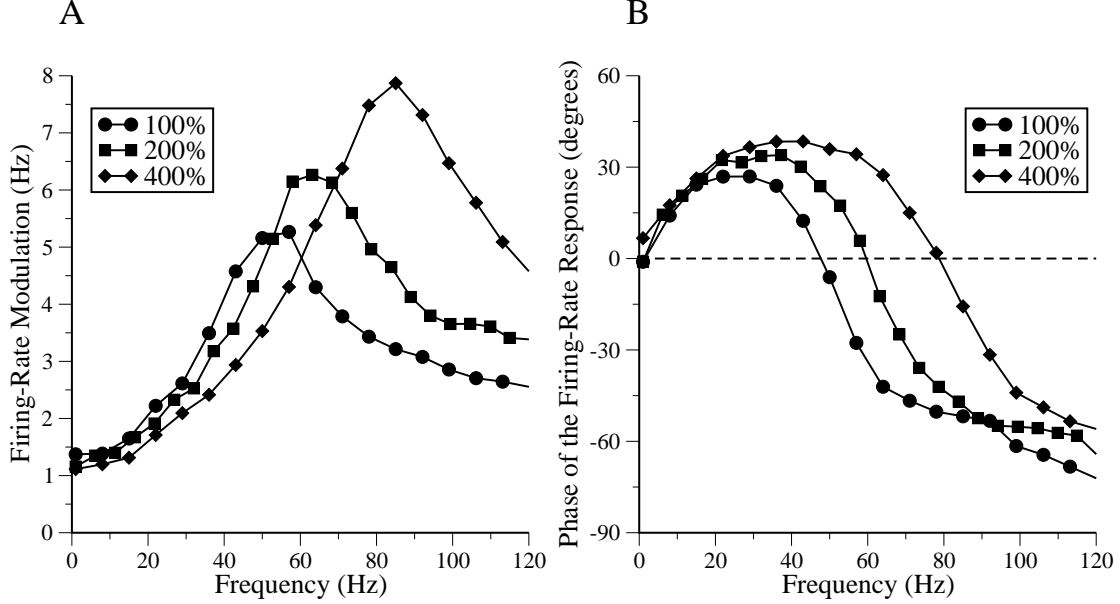 A
B
8
7
6
5
4
3
2
1
0
Firing-Rate Modulation (Hz)
100%
200%
400%
0 20 40 60 80 100 120
Frequency (Hz)
60
30
0
-30
-60
-90
Phase of the Firing-Rate Response (degrees)
100%
200%
400%
0 20 40 60 80 100 120
Frequency (Hz)